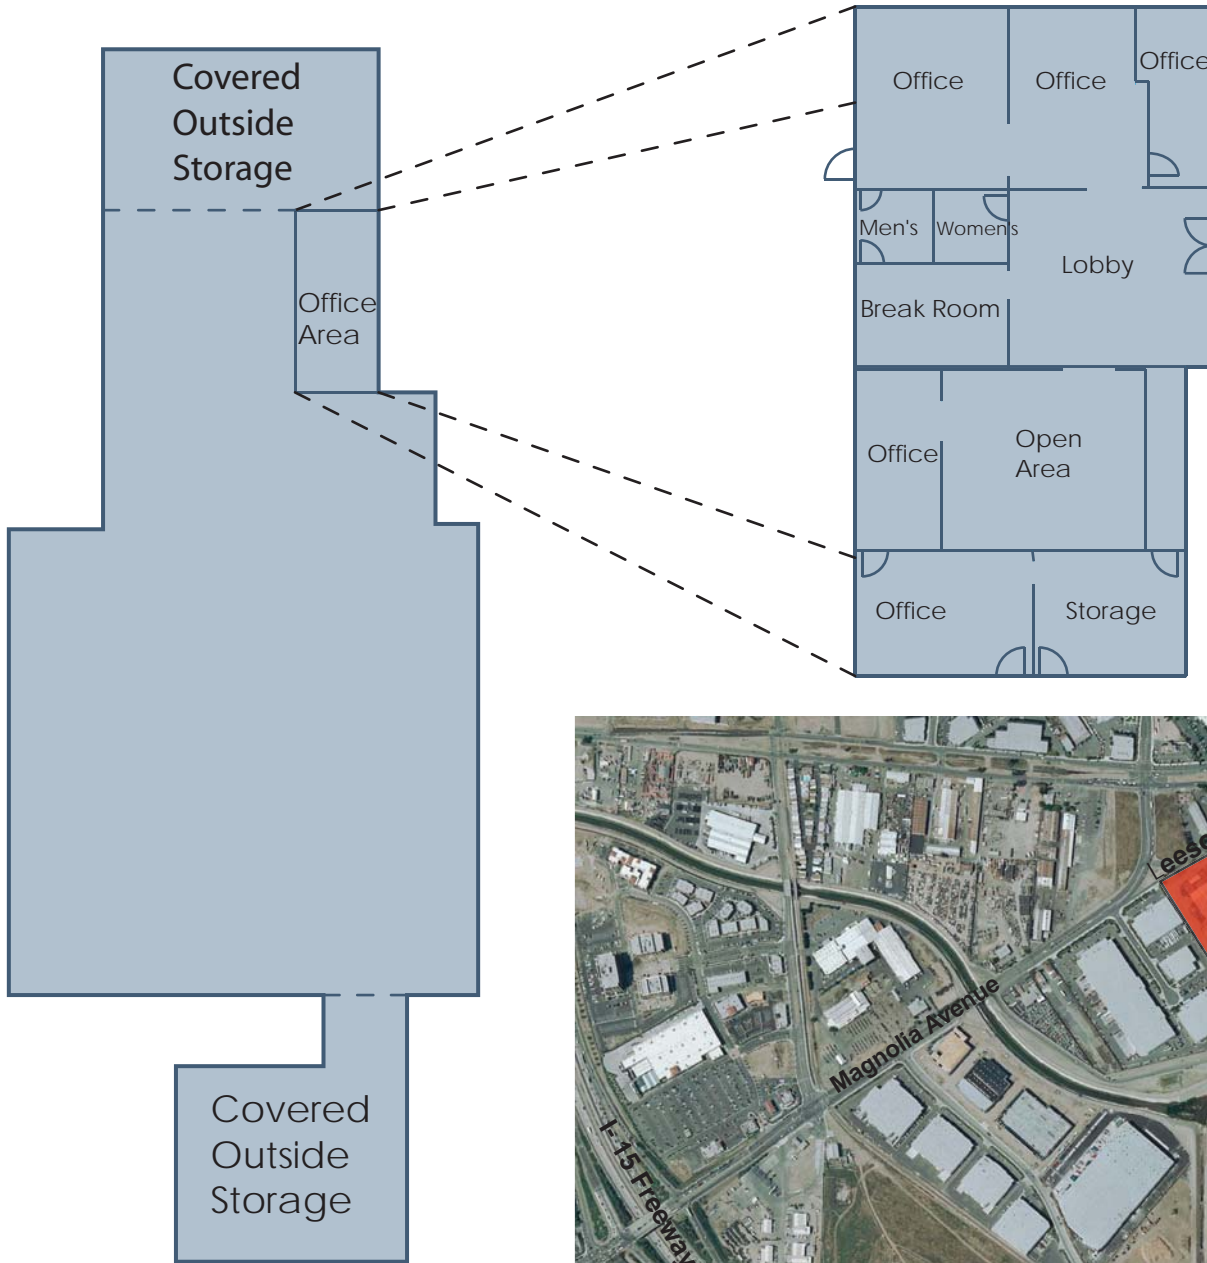 Covered
Outside
Storage
Office
Area
Covered
Outside
Storage
Office
Office
Office
Men's
Women's
Lobby
Break Room
Office
Open
Area
Office
Storage
Magnolia Avenue
I-15 Freeway